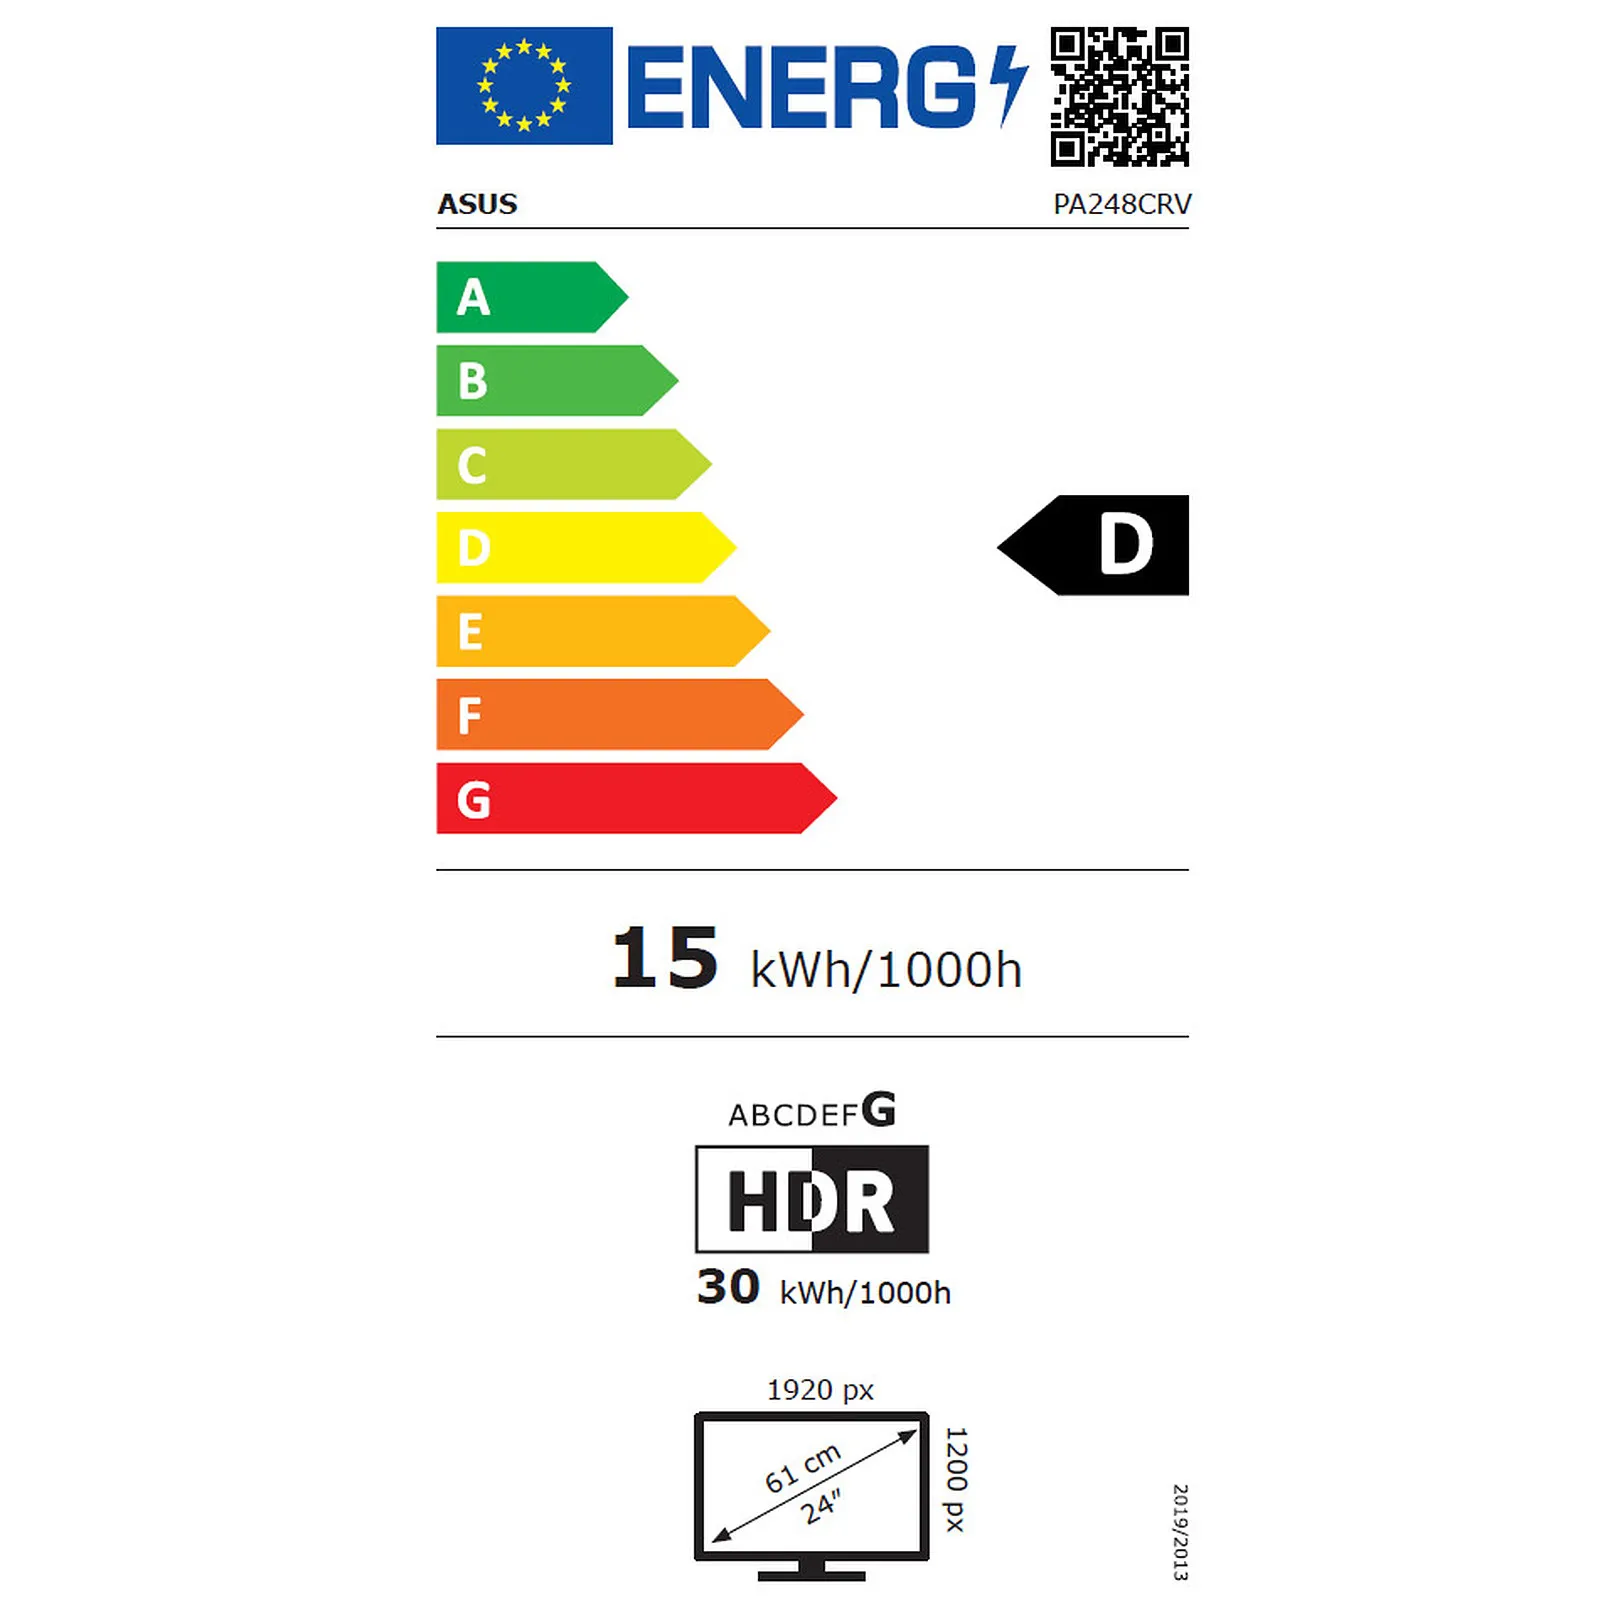 ENERG
ASUS PA248CRV
A
B
C
D
D
E
F
G
15 kWh/1000h
ABCDEFG
HDR
30 kWh/1000h
1920 px
61 cm
24"
1200 px
2019/2013